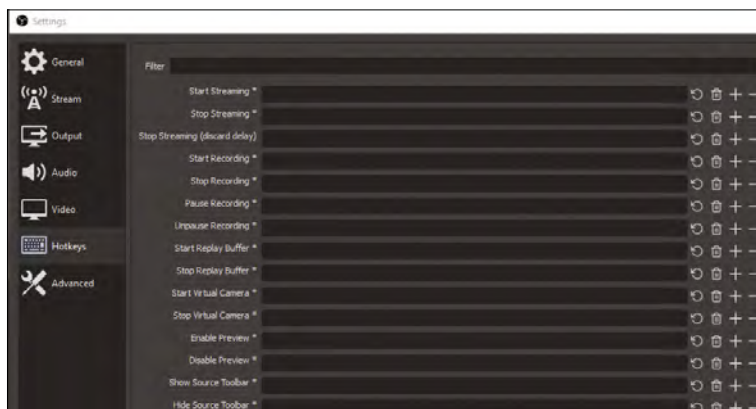 Settings
General
Stream
Output
Audio
Video
Hotkeys
Advanced
Filter
Start Streaming *
Stop Streaming *
Stop Streaming (discard delay)
Start Recording *
Stop Recording *
Pause Recording *
Unpause Recording *
Start Replay Buffer *
Stop Replay Buffer *
Start Virtual Camera *
Stop Virtual Camera *
Enable Preview *
Disable Preview *
Show Source Toolbar *
Hide Source Toolbar *